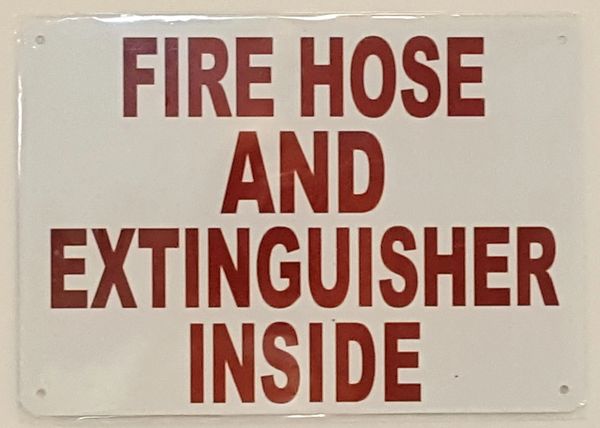 FIRE HOSE
AND
EXTINGUISHER
INSIDE